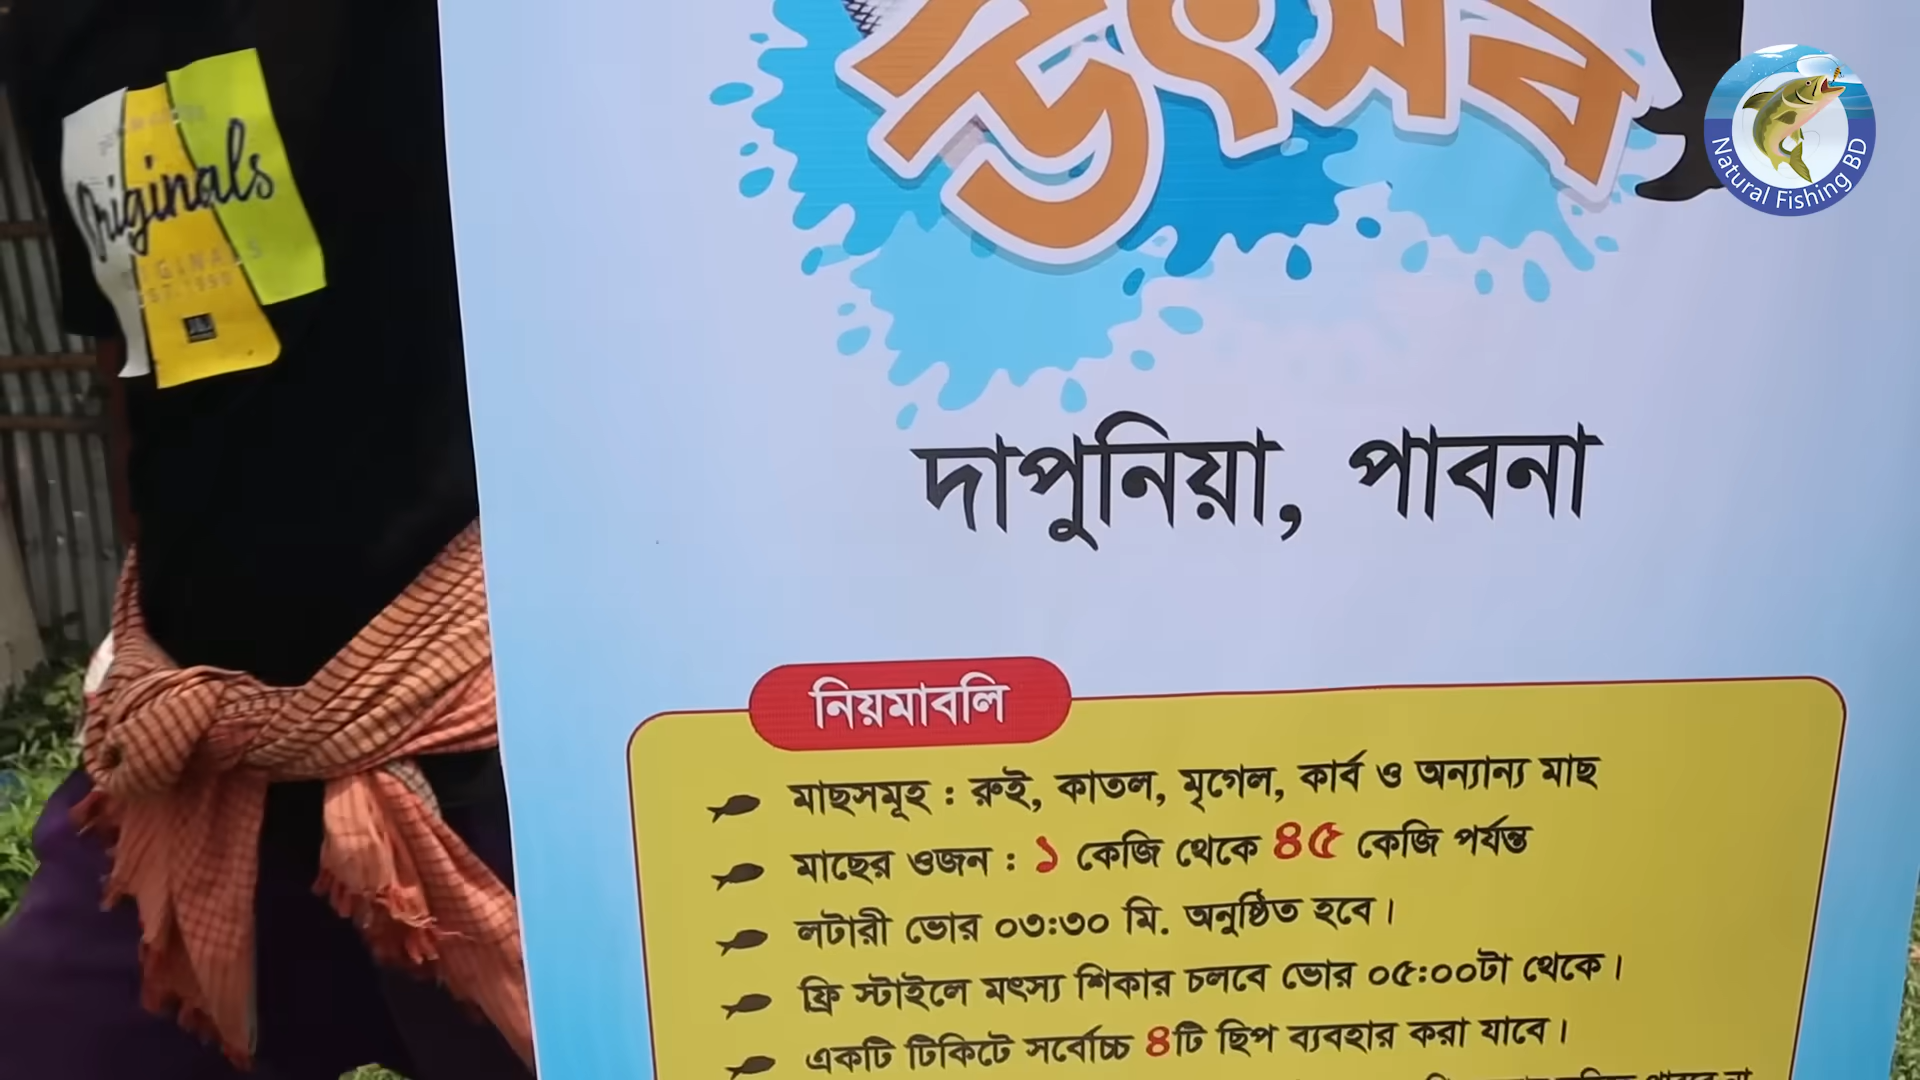 উৎসব
Natural Fishing BD
Originals
ORIGINALS
দাপুনিয়া, পাবনা
নিয়মাবলি
মাছসমূহ : রুই, কাতল, মৃগেল, কার্ব ও অন্যান্য মাছ
মাছের ওজন : ১ কেজি থেকে ৪৫ কেজি পর্যন্ত
লটারী ভোর ০৩:৩০ মি. অনুষ্ঠিত হবে।
ফ্রি স্টাইলে মৎস্য শিকার চলবে ভোর ০৫:০০টা থেকে।
একটি টিকিটে সর্বোচ্চ ৪টি ছিপ ব্যবহার করা যাবে।